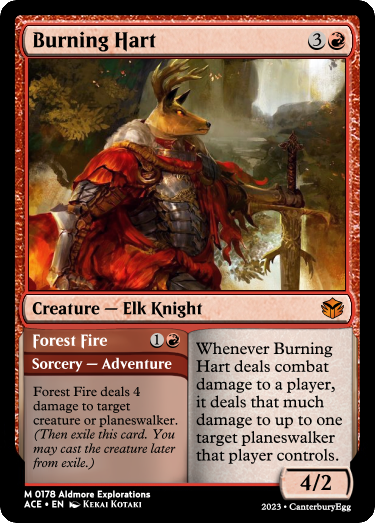 Burning Hart 3
Creature — Elk Knight
Forest Fire 1
Sorcery — Adventure
Forest Fire deals 4
damage to target
creature or planeswalker.
(Then exile this card. You
may cast the creature later
from exile.)
Whenever Burning
Hart deals combat
damage to a player,
it deals that much
damage to up to one
target planeswalker
that player controls.
4/2
M 0178 Aldmore Explorations
ACE • EN Kekai Kotaki
2023 • CanterburyEgg